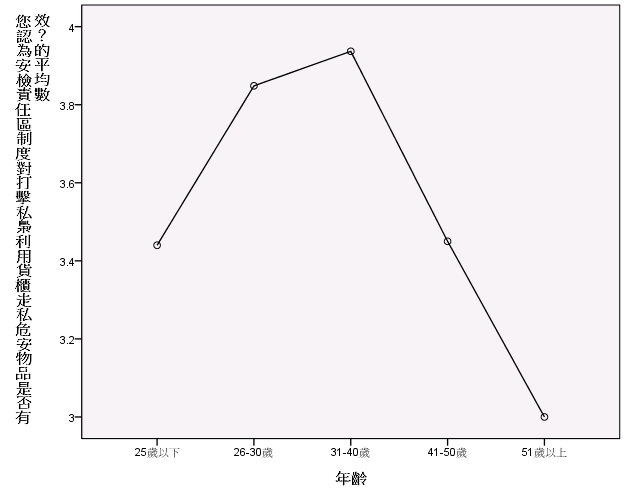 您認為安檢責任區制度對打擊私梟利用貨櫃走私危安物品是否有
效？的平均數
4
3.8
3.6
3.4
3.2
3
25歲以下
26-30歲
31-40歲
41-50歲
51歲以上
年齡